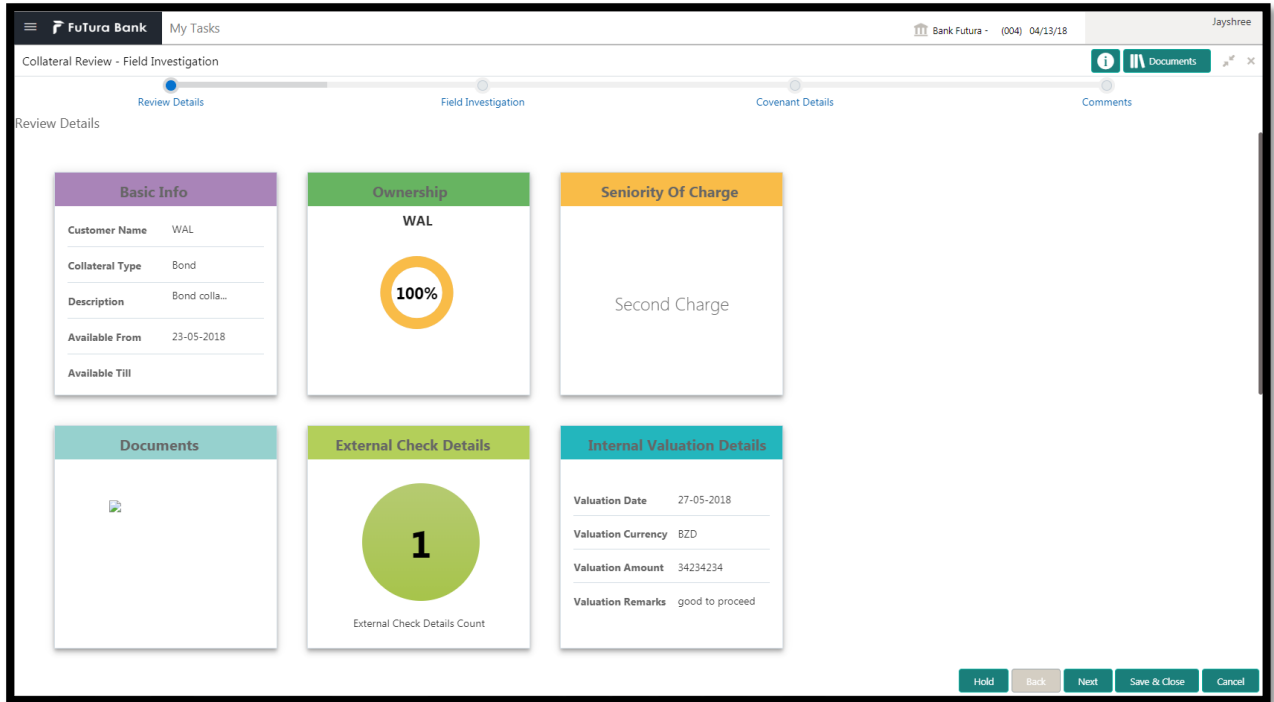 FuTura Bank My Tasks Bank Futura - (004) 04/13/18 Jayshree
Collateral Review - Field Investigation i Documents
Review Details Field Investigation Covenant Details Comments
Review Details
Basic Info
Customer Name WAL
Collateral Type Bond
Description Bond colla...
Available From 23-05-2018
Available Till
Ownership
WAL
100%
Seniority Of Charge
Second Charge
Documents
External Check Details
1
External Check Details Count
Internal Valuation Details
Valuation Date 27-05-2018
Valuation Currency BZD
Valuation Amount 34234234
Valuation Remarks good to proceed
Hold Back Next Save & Close Cancel